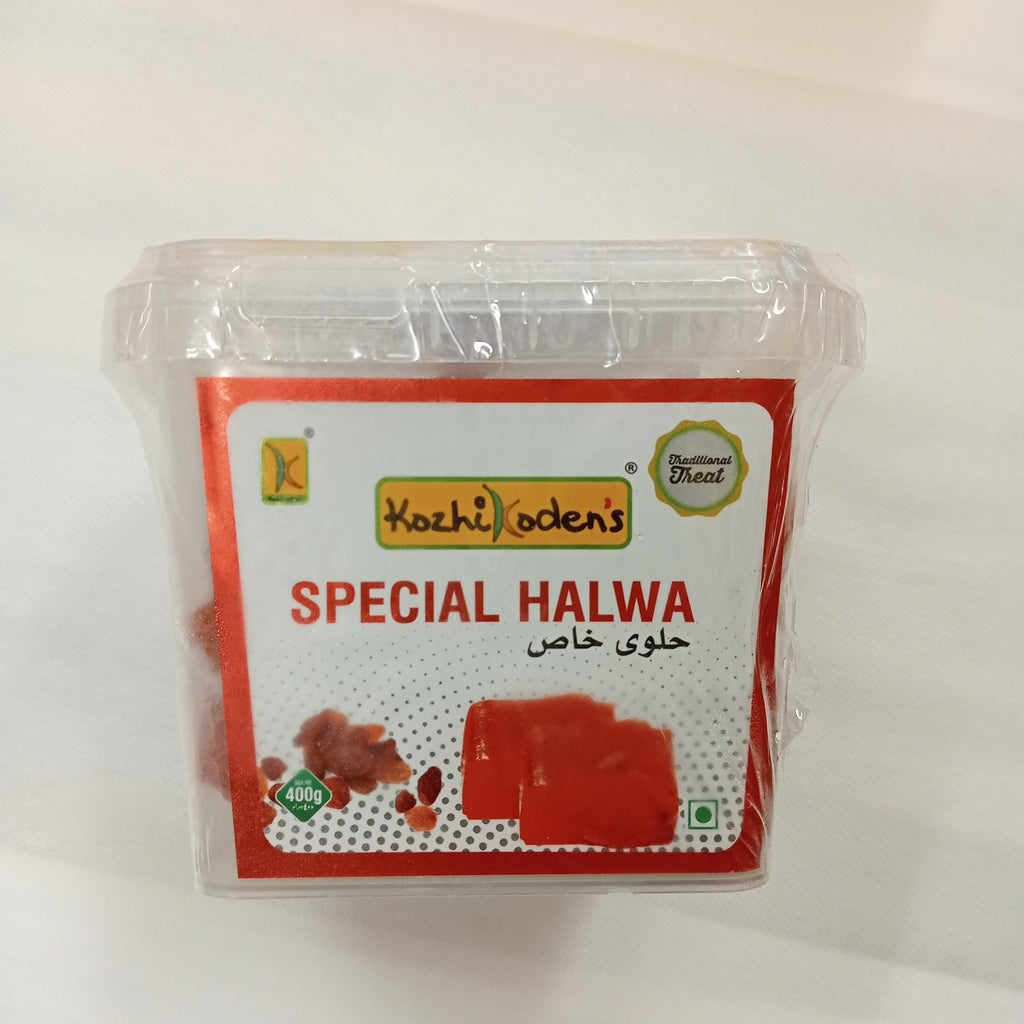 ®
®
Traditional
Treat
KozhiKoden's
SPECIAL HALWA
حلوى خاص
400g